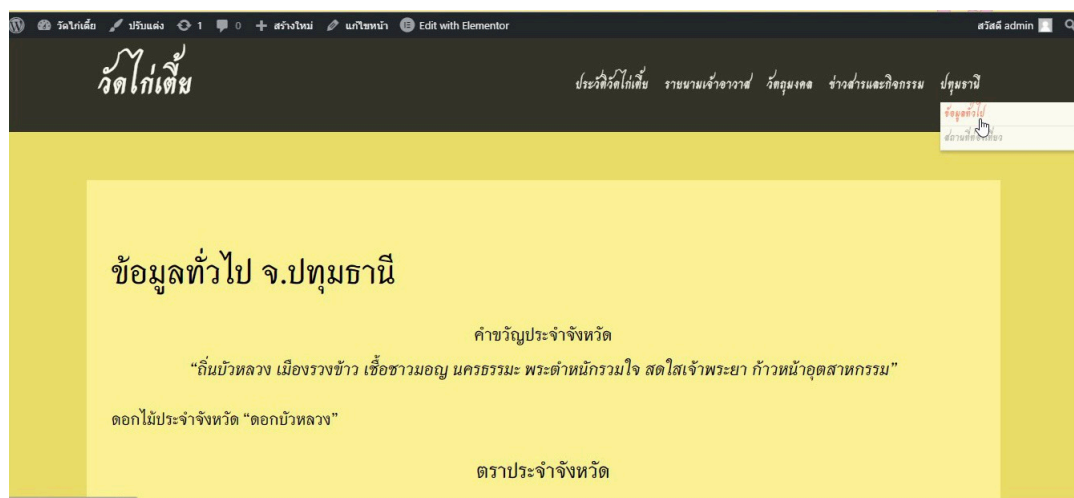 วัดไก่เตี้ย ปรับแต่ง 1 0 สร้างใหม่ แก้ไขหน้า Edit with Elementor สวัสดี admin
วัดไก่เตี้ย
ประวัติวัดไก่เตี้ย รายนามเจ้าอาวาส วัตถุมงคล ข่าวสารและกิจกรรม ปทุมธานี
ข้อมูลทั่วไป
สถานที่ท่องเที่ยว
ข้อมูลทั่วไป จ.ปทุมธานี
คำขวัญประจำจังหวัด
“ถิ่นบัวหลวง เมืองรวงข้าว เชื้อชาวมอญ นครธรรมะ พระตำหนักรวมใจ สดใสเจ้าพระยา ก้าวหน้าอุตสาหกรรม”
ดอกไม้ประจำจังหวัด “ดอกบัวหลวง”
ตราประจำจังหวัด